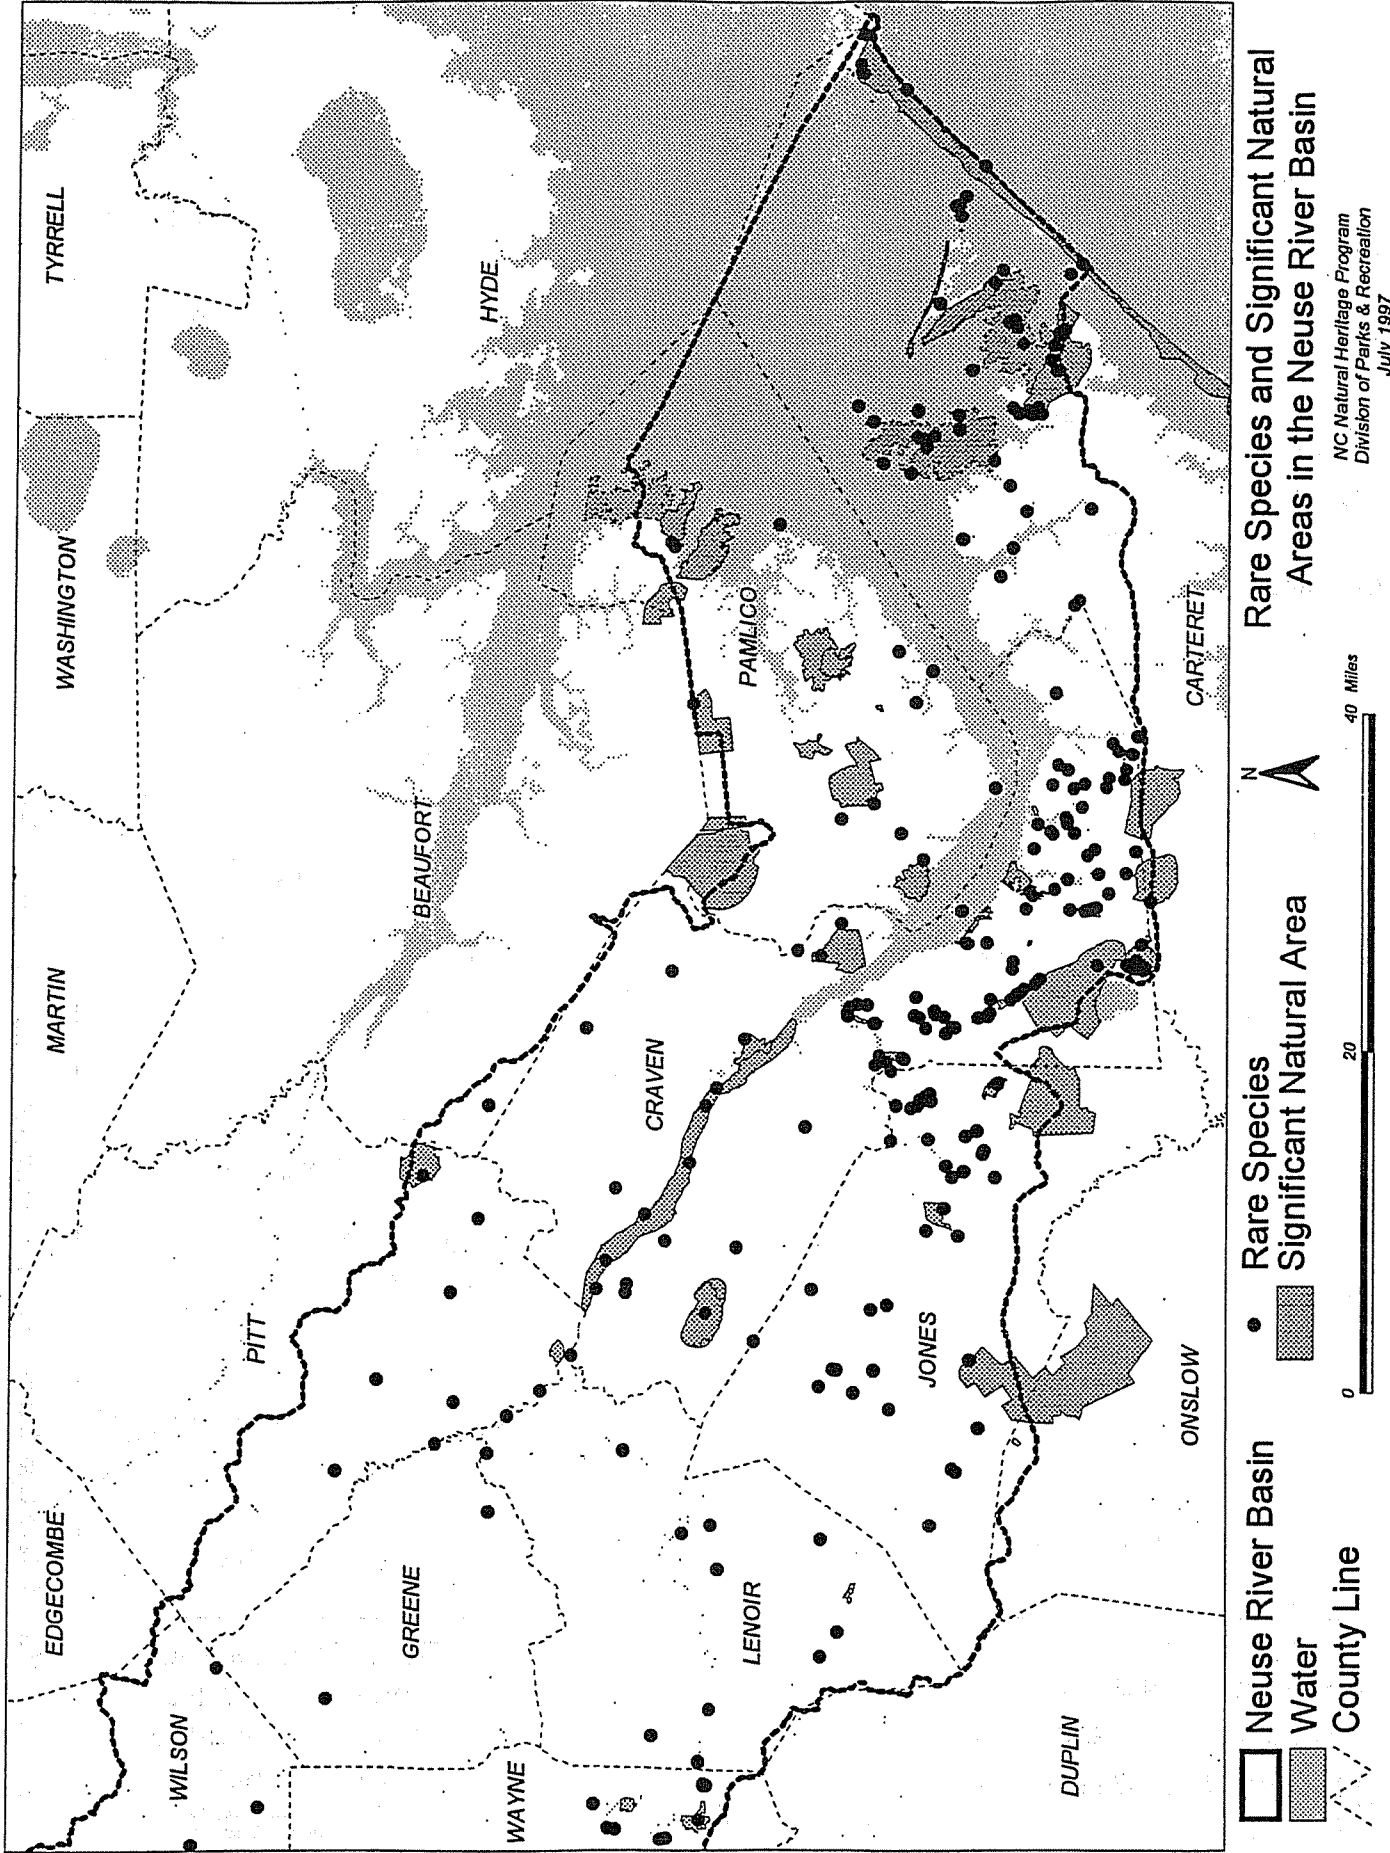 TYRRELL
WASHINGTON
HYDE
MARTIN
BEAUFORT
EDGECOMBE
PITT
PAMLICO
CRAVEN
WILSON
GREENE
CARTERET
LENOIR
JONES
WAYNE
ONSLOW
DUPLIN
Neuse River Basin
Water
County Line
Rare Species
Significant Natural Area
N
0 20 40 Miles
Rare Species and Significant Natural
Areas in the Neuse River Basin
NC Natural Heritage Program
Division of Parks & Recreation
July 1997